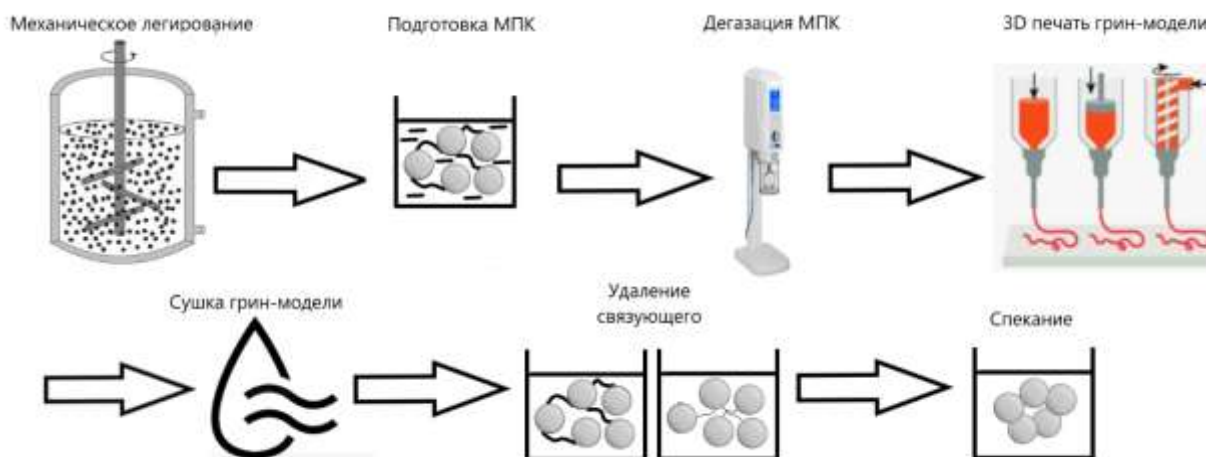 Механическое легирование
Подготовка МПК
Дегазация МПК
3D печать грин-модели
Сушка грин-модели
Удаление
связующего
Спекание